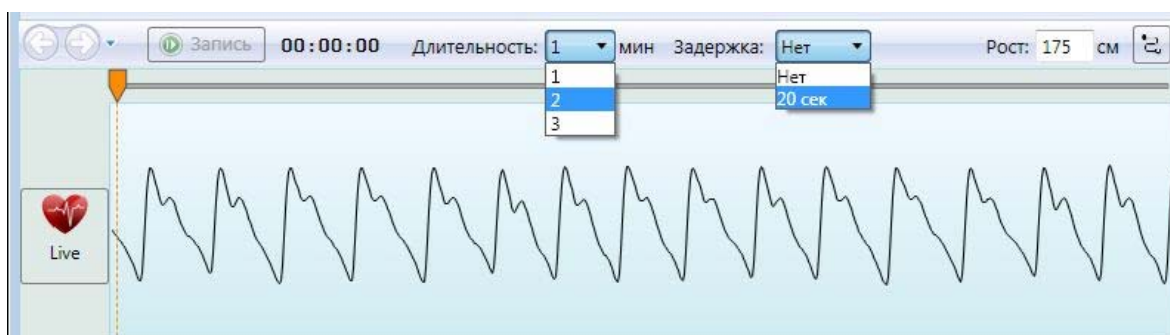 Запись 00:00:00 Длительность: 1 мин Задержка: Нет Рост: 175 см
1
2
3
Нет
20 сек
Live